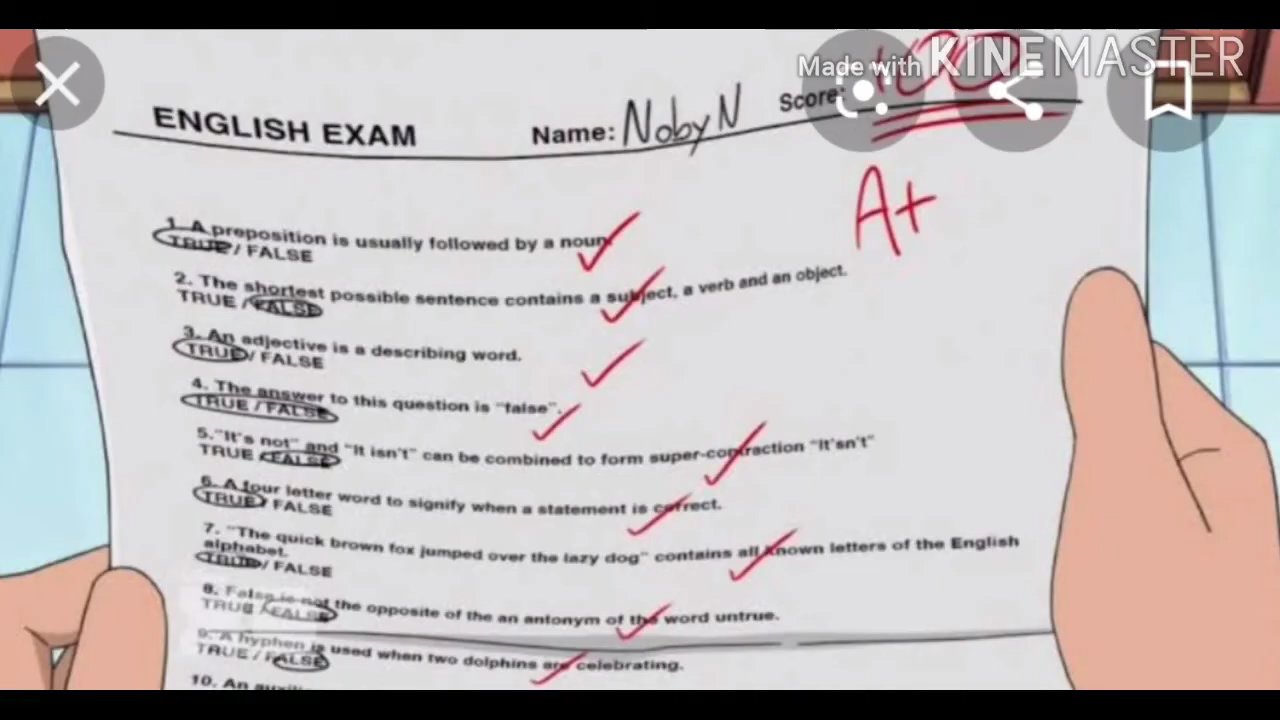 Made with KINEMASTER
ENGLISH EXAM Name: Noby N Score: 100
A+
1. A preposition is usually followed by a noun
TRUE / FALSE
2. The shortest possible sentence contains a subject, a verb and an object.
TRUE / FALSE
3. An adjective is a describing word.
TRUE / FALSE
4. The answer to this question is "false".
TRUE / FALSE
5."It's not" and "It isn't" can be combined to form super-contraction "It'sn't"
TRUE / FALSE
6. A four letter word to signify when a statement is correct.
TRUE / FALSE
7. "The quick brown fox jumped over the lazy dog" contains all known letters of the English
alphabet.
TRUE / FALSE
8. False is not the opposite of the an antonym of the word untrue.
TRUE / FALSE
9. A hyphen is used when two dolphins are celebrating.
TRUE / FALSE
10. An